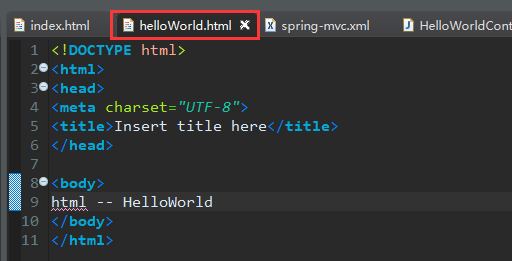 index.html helloWorld.html spring-mvc.xml HelloWorldCont
1 <!DOCTYPE html>
2 <html>
3 <head>
4 <meta charset="UTF-8">
5 <title>Insert title here</title>
6 </head>
7
8 <body>
9 html -- HelloWorld
10 </body>
11 </html>